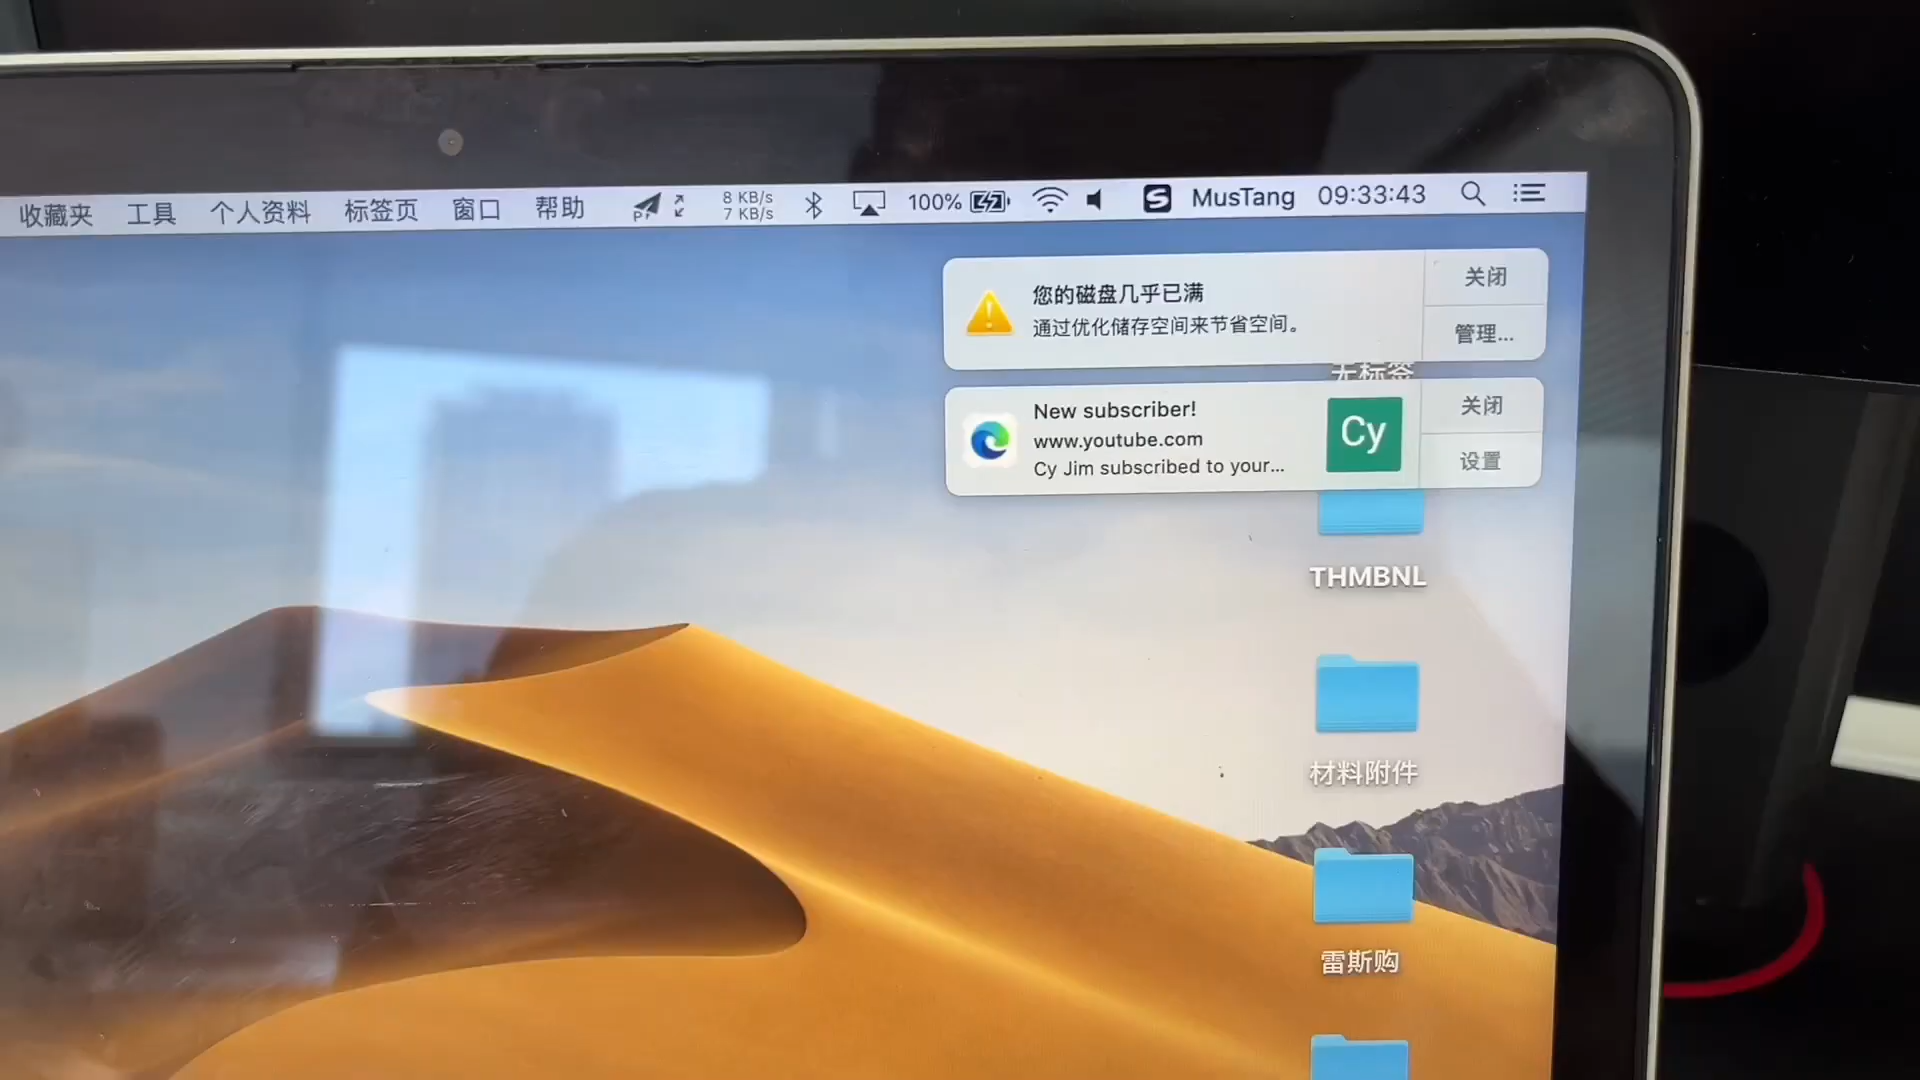 收藏夹 工具 个人资料 标签页 窗口 帮助 8 KB/s 7 KB/s 100% MusTang 09:33:43
您的磁盘几乎已满
通过优化储存空间来节省空间。
关闭
管理...
无标签
New subscriber!
www.youtube.com
Cy Jim subscribed to your...
Cy
关闭
设置
THMBNL
材料附件
雷斯购